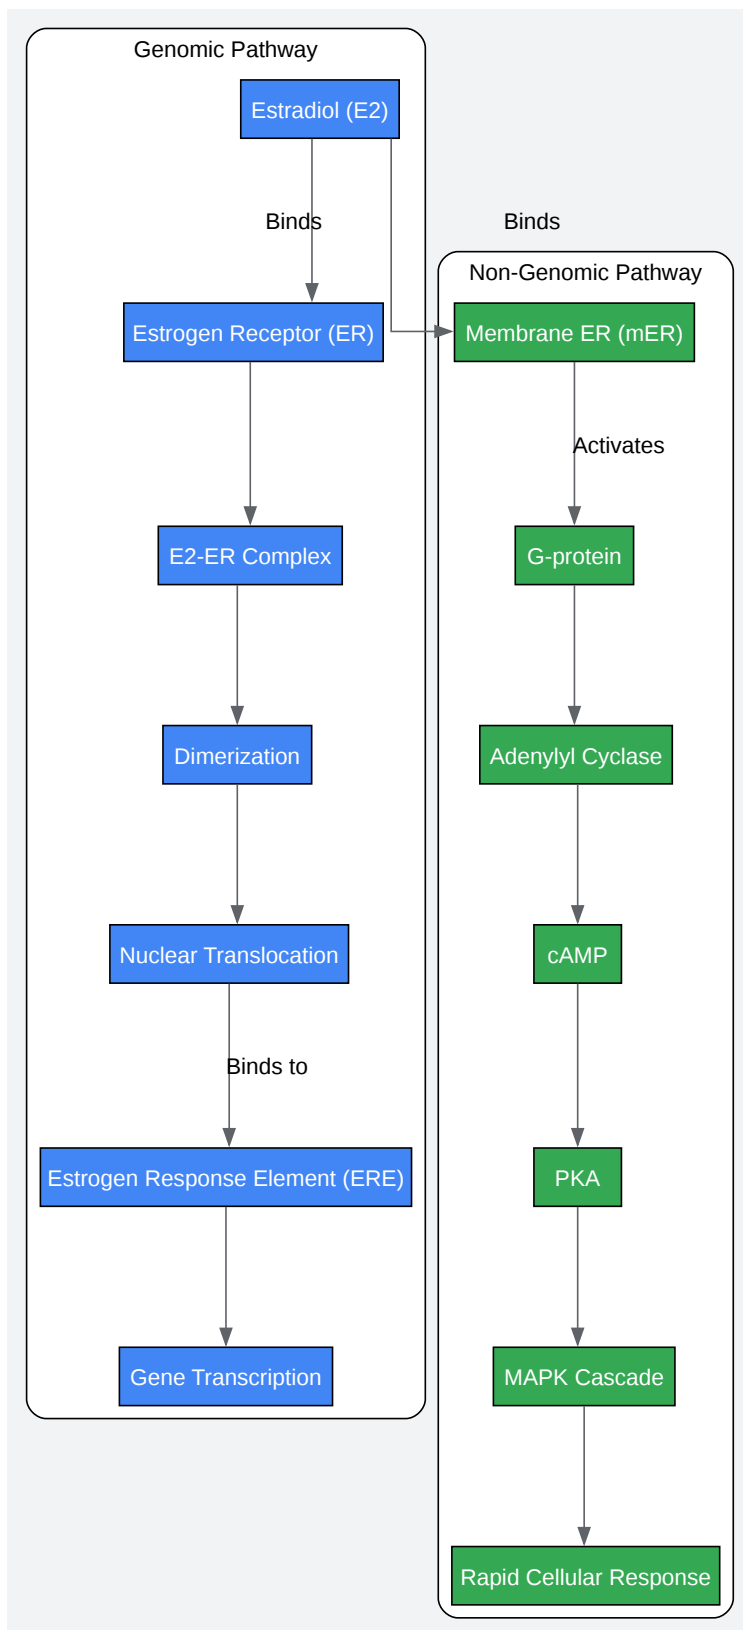 Genomic Pathway
Estradiol (E2)
Binds
Estrogen Receptor (ER)
E2-ER Complex
Dimerization
Nuclear Translocation
Binds to
Estrogen Response Element (ERE)
Gene Transcription
Binds
Non-Genomic Pathway
Membrane ER (mER)
Activates
G-protein
Adenylyl Cyclase
cAMP
PKA
MAPK Cascade
Rapid Cellular Response